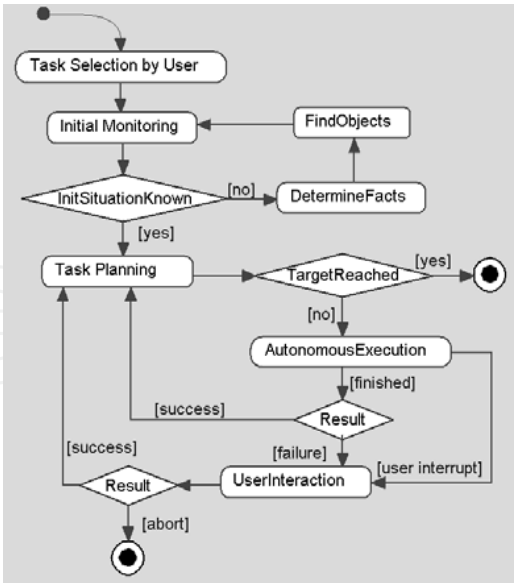 Task Selection by User
Initial Monitoring
FindObjects
InitSituationKnown
[no]
DetermineFacts
[yes]
Task Planning
TargetReached
[yes]
[no]
AutonomousExecution
[finished]
[success]
Result
[success]
[failure]
[user interrupt]
Result
UserInteraction
[abort]